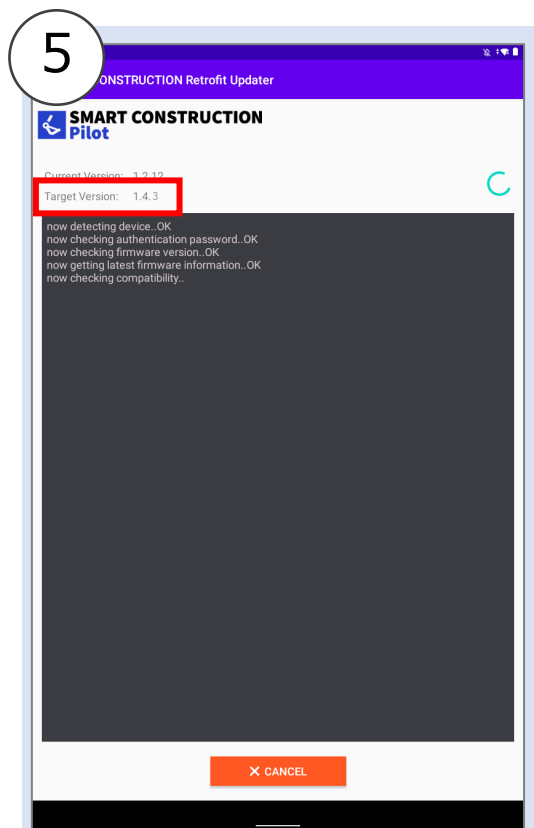 5
ONSTRUCTION Retrofit Updater
SMART CONSTRUCTION
Pilot
Current Version: 1.2.12
Target Version: 1.4.3
now detecting device..OK
now checking authentication password..OK
now checking firmware version..OK
now getting latest firmware information..OK
now checking compatibility..
CANCEL